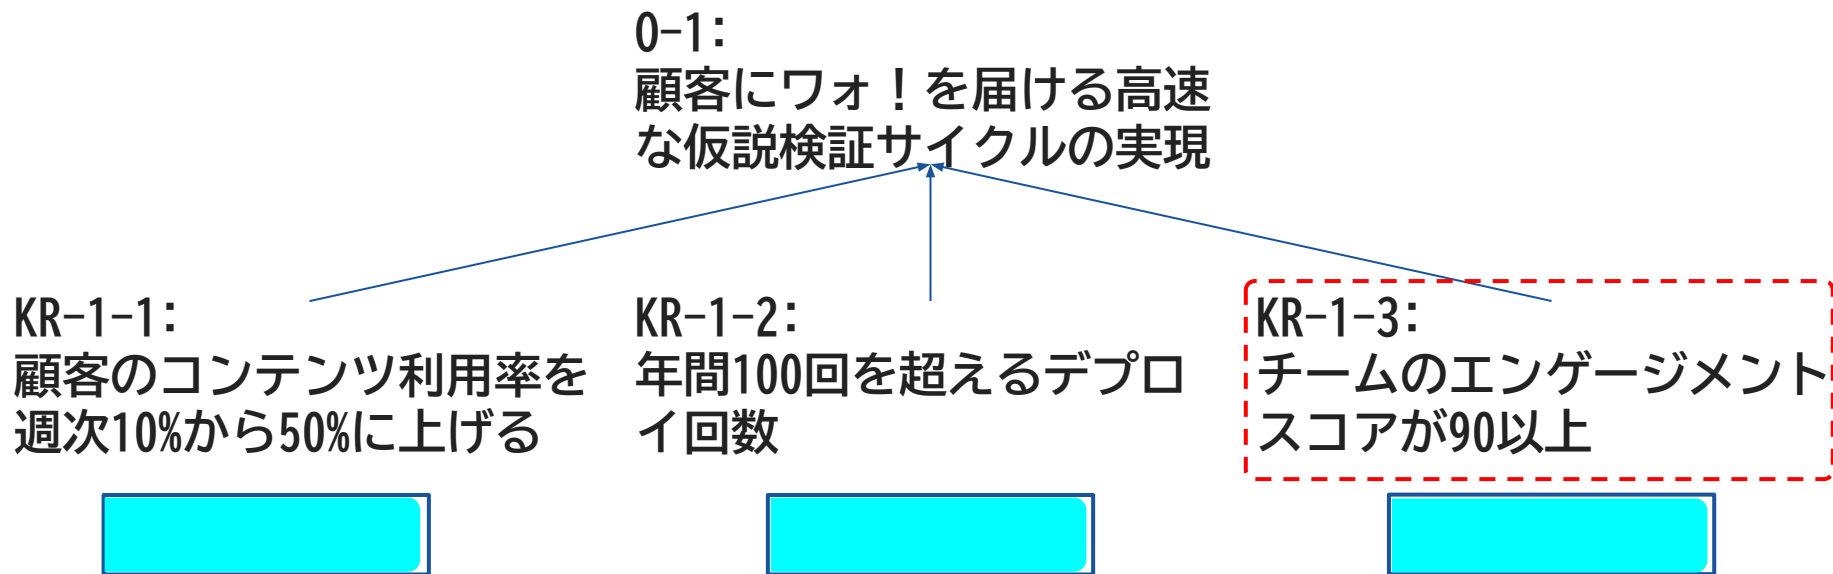 O-1:
顧客にワォ！を届ける高速
な仮説検証サイクルの実現
KR-1-1:
顧客のコンテンツ利用率を
週次10%から50%に上げる
KR-1-2:
年間100回を超えるデプロ
イ回数
KR-1-3:
チームのエンゲージメント
スコアが90以上